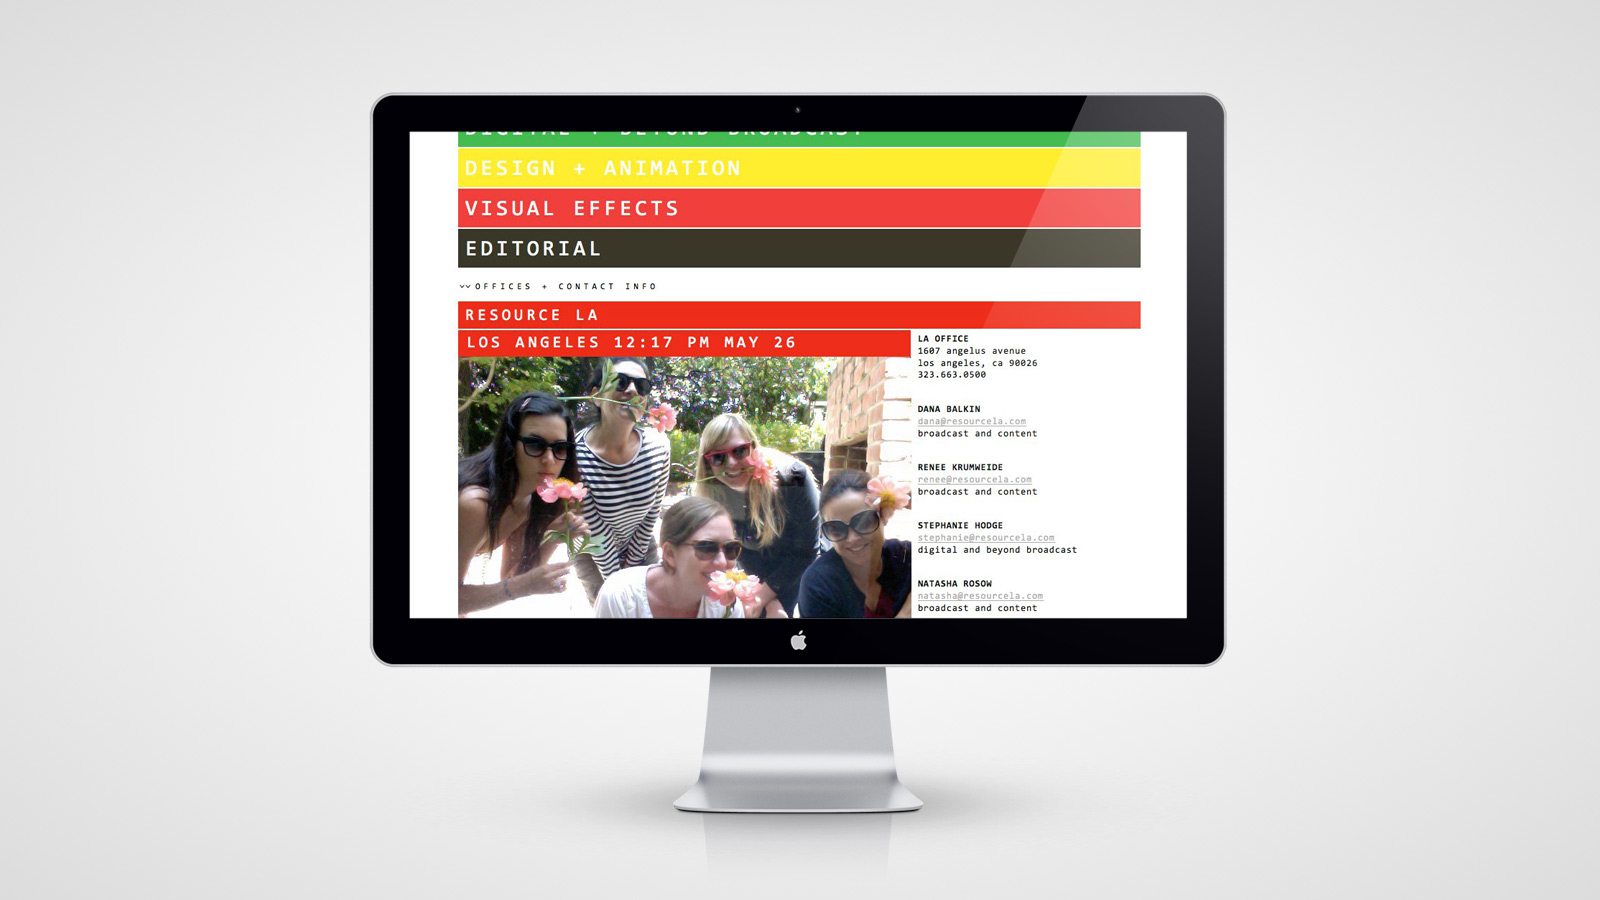 DIGITAL + BEYOND BROADCAST
DESIGN + ANIMATION
VISUAL EFFECTS
EDITORIAL
OFFICES + CONTACT INFO
RESOURCE LA
LOS ANGELES 12:17 PM MAY 26
LA OFFICE
1607 angelus avenue
los angeles, ca 90026
323.663.0500
DANA BALKIN
dana@resourcela.com
broadcast and content
RENEE KRUMWEIDE
renee@resourcela.com
broadcast and content
STEPHANIE HODGE
stephanie@resourcela.com
digital and beyond broadcast
NATASHA ROSOW
natasha@resourcela.com
broadcast and content